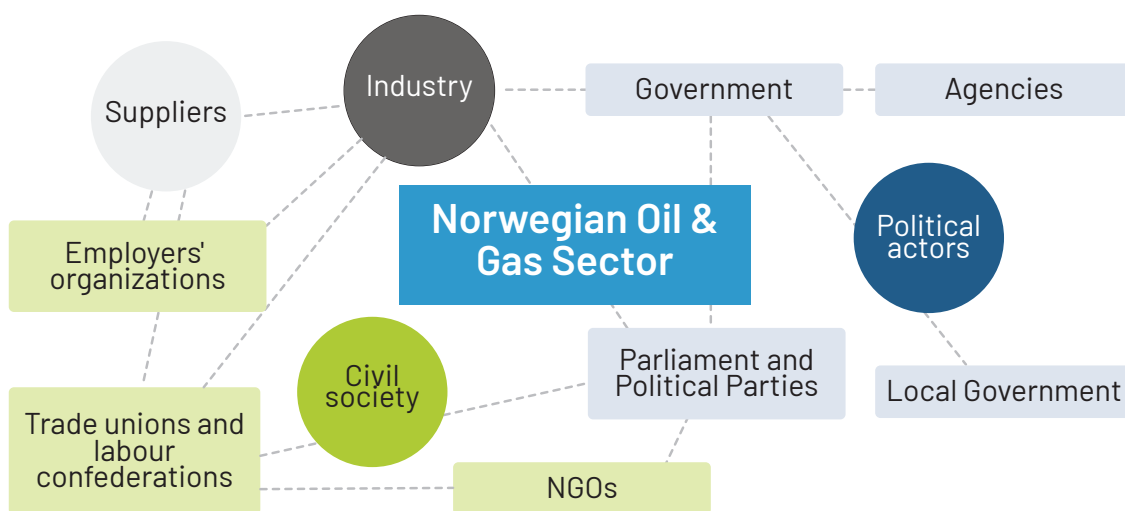 Industry
Government
Agencies
Suppliers
Norwegian Oil &
Gas Sector
Political
actors
Employers'
organizations
Civil
society
Parliament and
Political Parties
Local Government
Trade unions and
labour
confederations
NGOs